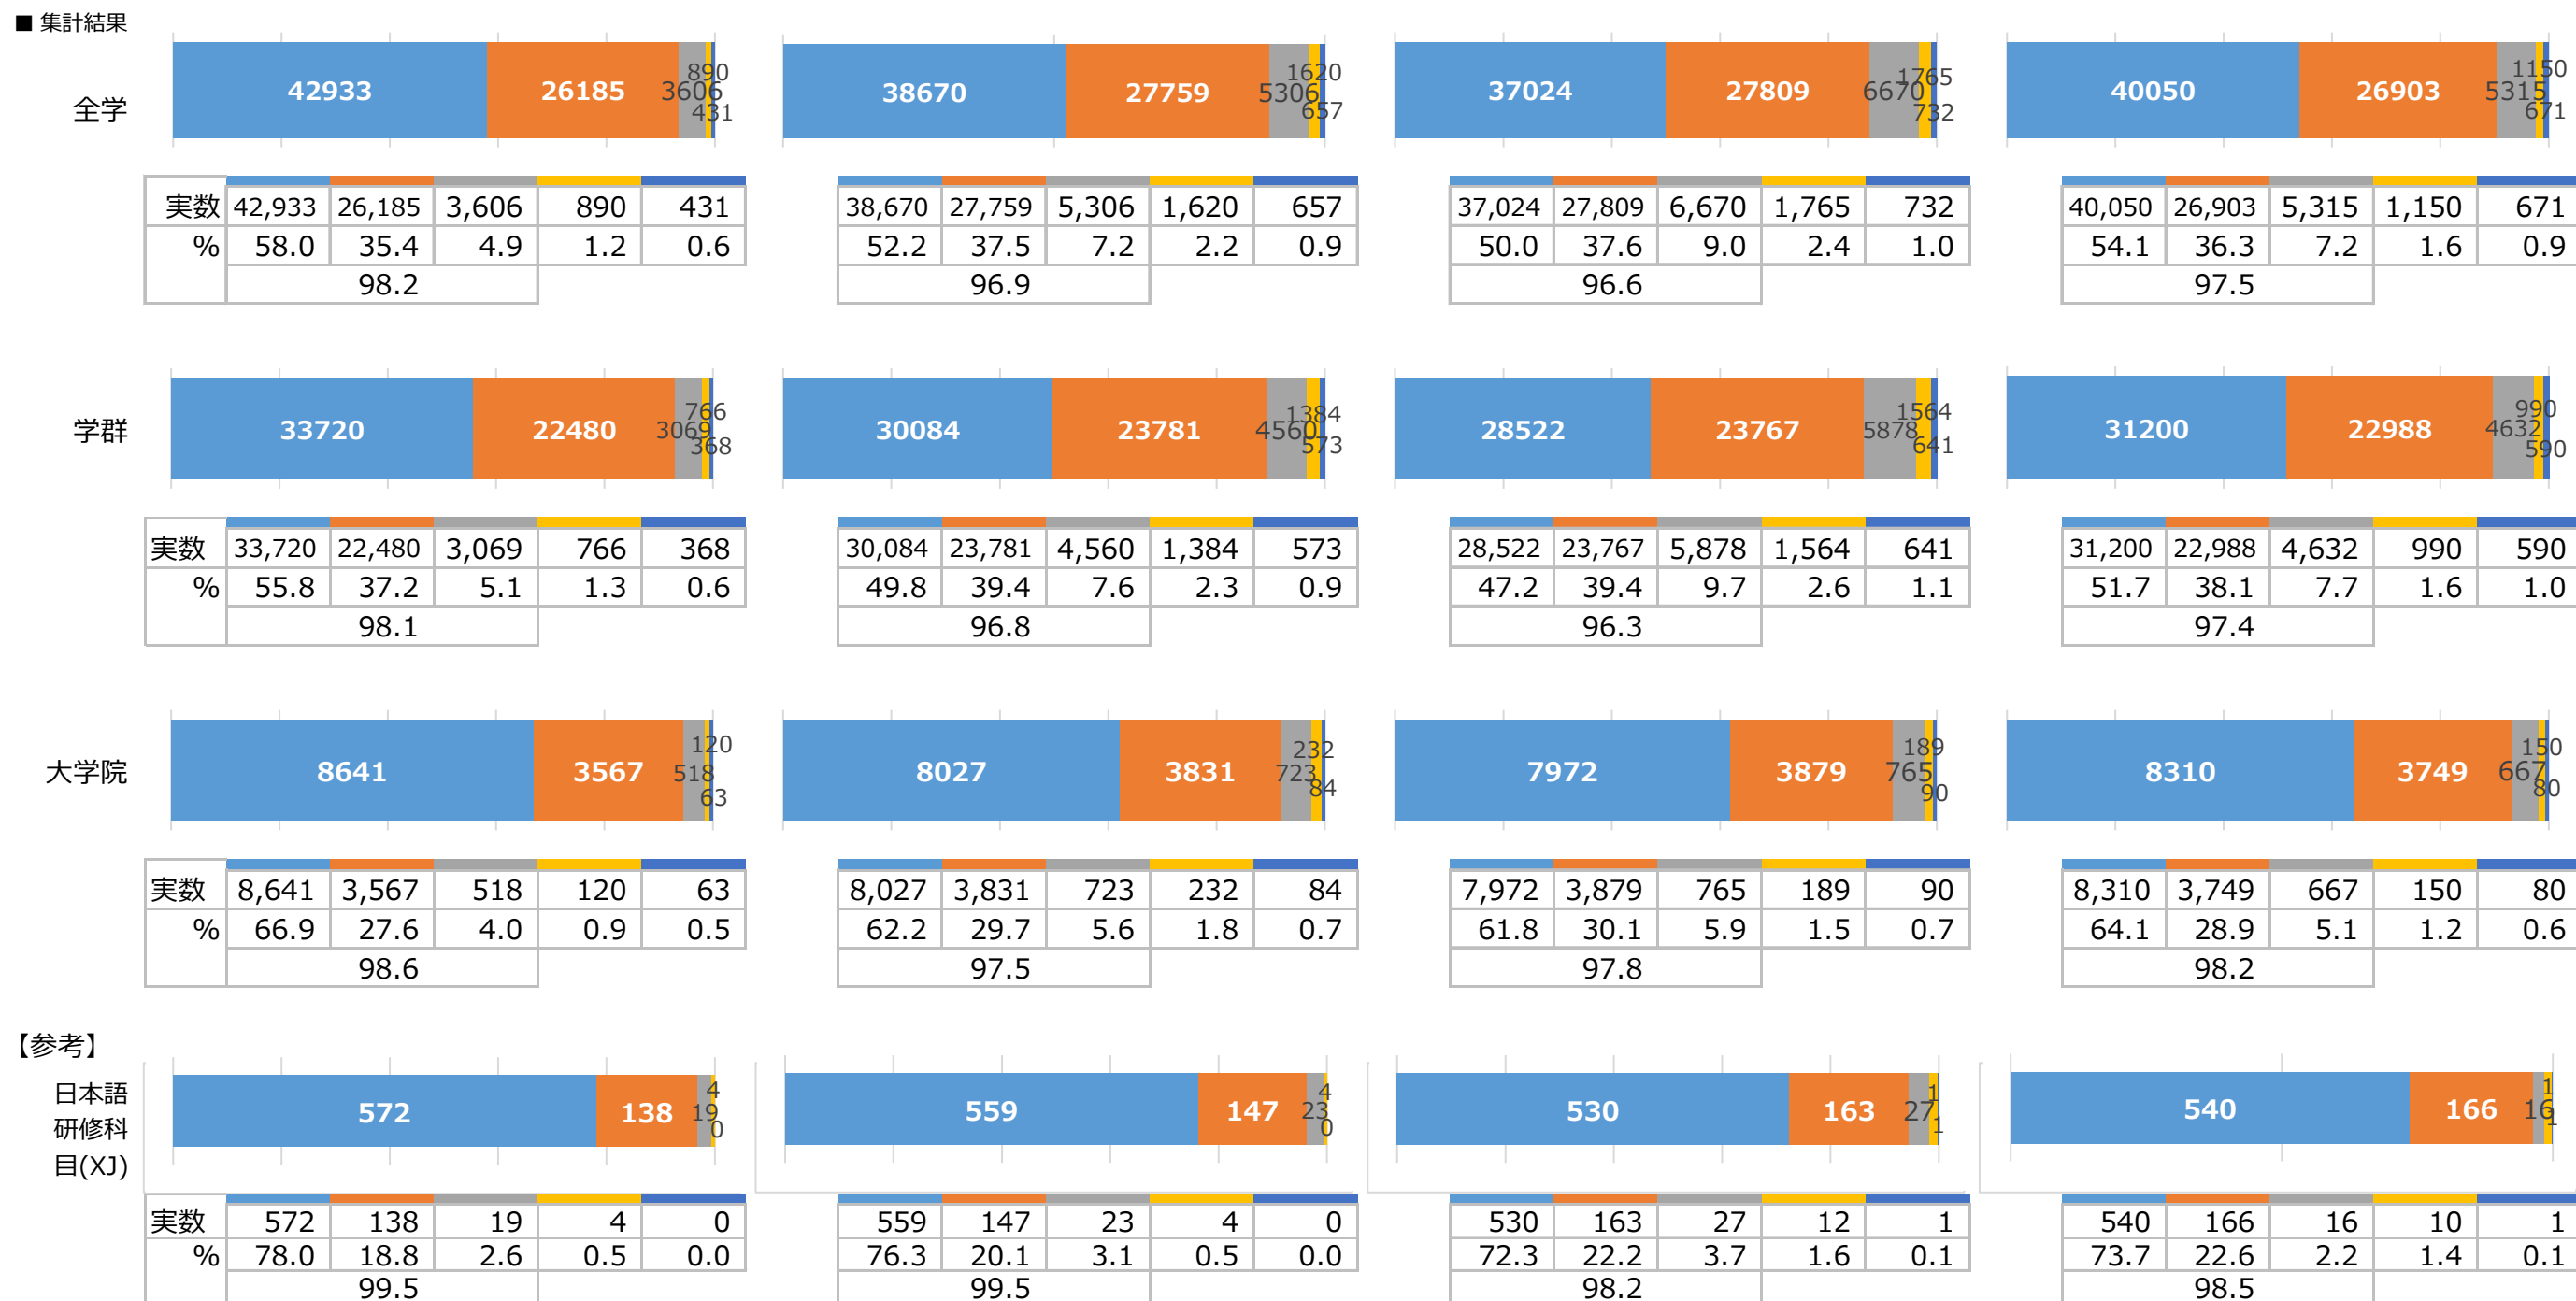 ■ 集計結果
全学
42933 26185 3606 890 431
38670 27759 5306 1620 657
37024 27809 6670 1765 732
40050 26903 5315 1150 671
実数 42,933 26,185 3,606 890 431 38,670 27,759 5,306 1,620 657 37,024 27,809 6,670 1,765 732 40,050 26,903 5,315 1,150 671
% 58.0 35.4 4.9 1.2 0.6 52.2 37.5 7.2 2.2 0.9 50.0 37.6 9.0 2.4 1.0 54.1 36.3 7.2 1.6 0.9
98.2 96.9 96.6 97.5
学群
33720 22480 3069 766 368
30084 23781 4560 1384 573
28522 23767 5878 1564 641
31200 22988 4632 990 590
実数 33,720 22,480 3,069 766 368 30,084 23,781 4,560 1,384 573 28,522 23,767 5,878 1,564 641 31,200 22,988 4,632 990 590
% 55.8 37.2 5.1 1.3 0.6 49.8 39.4 7.6 2.3 0.9 47.2 39.4 9.7 2.6 1.1 51.7 38.1 7.7 1.6 1.0
98.1 96.8 96.3 97.4
大学院
8641 3567 518 120 63
8027 3831 723 232 84
7972 3879 765 189 90
8310 3749 667 150 80
実数 8,641 3,567 518 120 63 8,027 3,831 723 232 84 7,972 3,879 765 189 90 8,310 3,749 667 150 80
% 66.9 27.6 4.0 0.9 0.5 62.2 29.7 5.6 1.8 0.7 61.8 30.1 5.9 1.5 0.7 64.1 28.9 5.1 1.2 0.6
98.6 97.5 97.8 98.2
【参考】
日本語
研修科
目(XJ)
572 138 19 4 0
559 147 23 4 0
530 163 27 1 1
540 166 16 1 1
実数 572 138 19 4 0 559 147 23 4 0 530 163 27 12 1 540 166 16 10 1
% 78.0 18.8 2.6 0.5 0.0 76.3 20.1 3.1 0.5 0.0 72.3 22.2 3.7 1.6 0.1 73.7 22.6 2.2 1.4 0.1
99.5 99.5 98.2 98.5